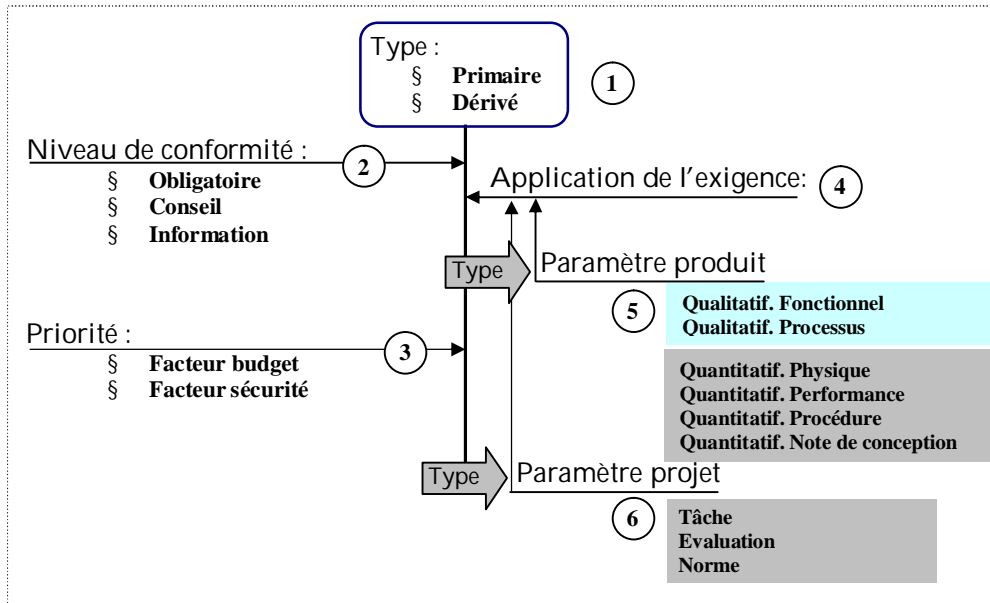 Type :
§ Primaire
§ Dérivé
1
Niveau de conformité :
2
§ Obligatoire
§ Conseil
§ Information
Application de l'exigence:
4
Type
Paramètre produit
5
Qualitatif. Fonctionnel
Qualitatif. Processus
Priorité :
3
§ Facteur budget
§ Facteur sécurité
Quantitatif. Physique
Quantitatif. Performance
Quantitatif. Procédure
Quantitatif. Note de conception
Type
Paramètre projet
6
Tâche
Evaluation
Norme